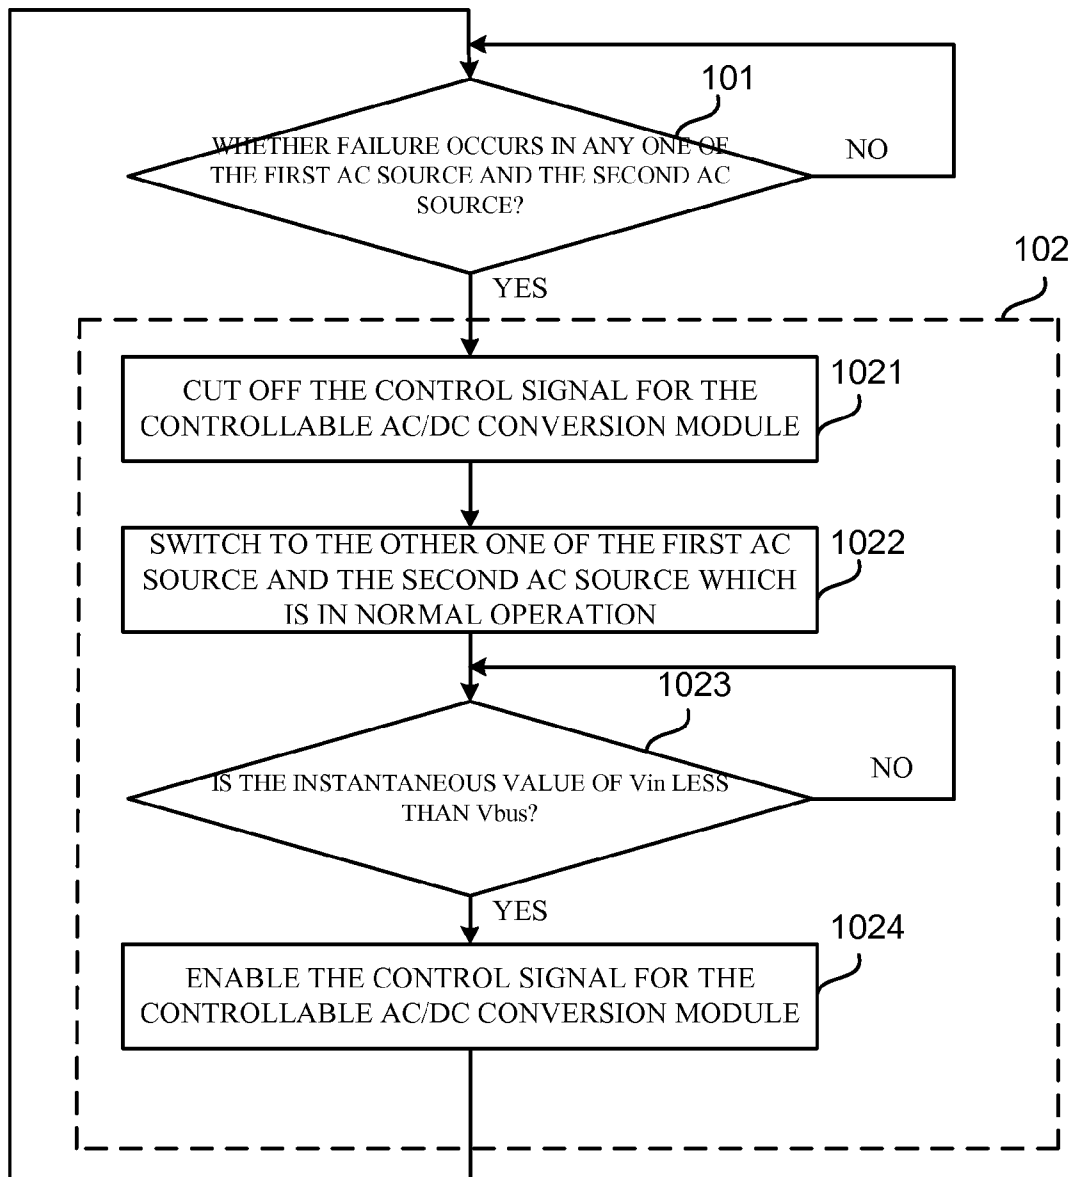 101
WHETHER FAILURE OCCURS IN ANY ONE OF
THE FIRST AC SOURCE AND THE SECOND AC
SOURCE?
NO
YES
102
CUT OFF THE CONTROL SIGNAL FOR THE
CONTROLLABLE AC/DC CONVERSION MODULE
1021
SWITCH TO THE OTHER ONE OF THE FIRST AC
SOURCE AND THE SECOND AC SOURCE WHICH
IS IN NORMAL OPERATION
1022
1023
IS THE INSTANTANEOUS VALUE OF Vin LESS
THAN Vbus?
NO
YES
1024
ENABLE THE CONTROL SIGNAL FOR THE
CONTROLLABLE AC/DC CONVERSION MODULE